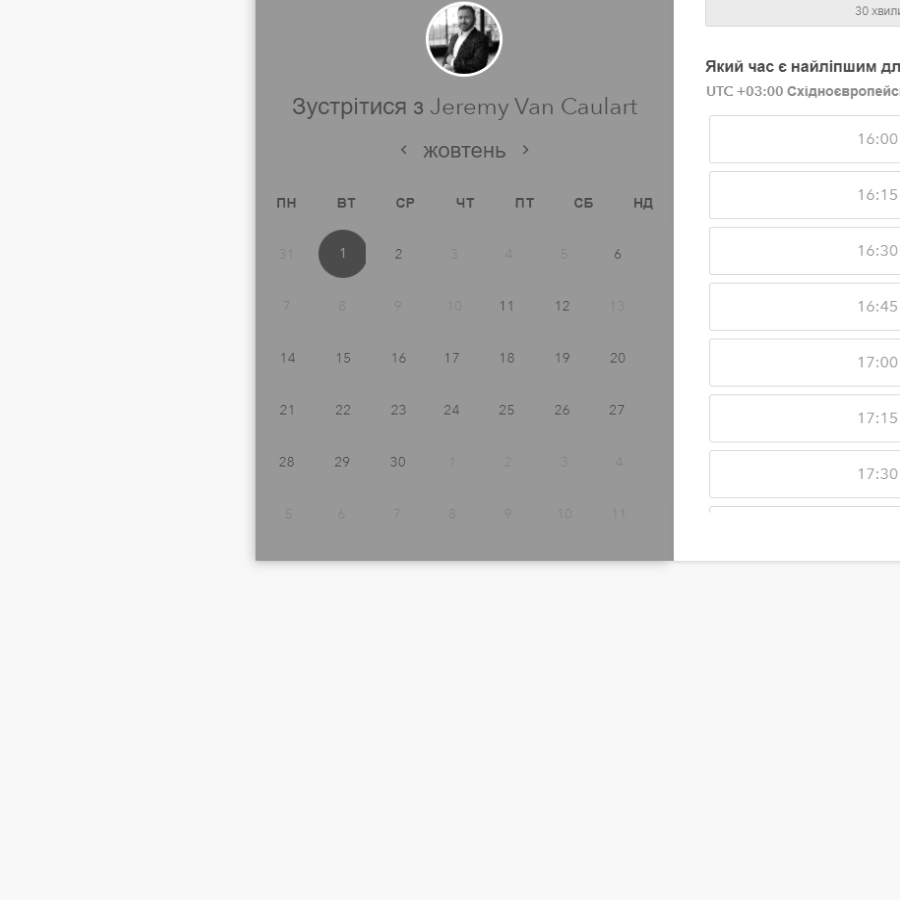 Зустрітися з Jeremy Van Caulart
‹ жовтень ›
ПН ВТ СР ЧТ ПТ СБ НД
31 1 2 3 4 5 6
7 8 9 10 11 12 13
14 15 16 17 18 19 20
21 22 23 24 25 26 27
28 29 30 1 2 3 4
5 6 7 8 9 10 11
30 хвили
Який час є найліпшим дл
UTC +03:00 Східноєвропейс
16:00
16:15
16:30
16:45
17:00
17:15
17:30